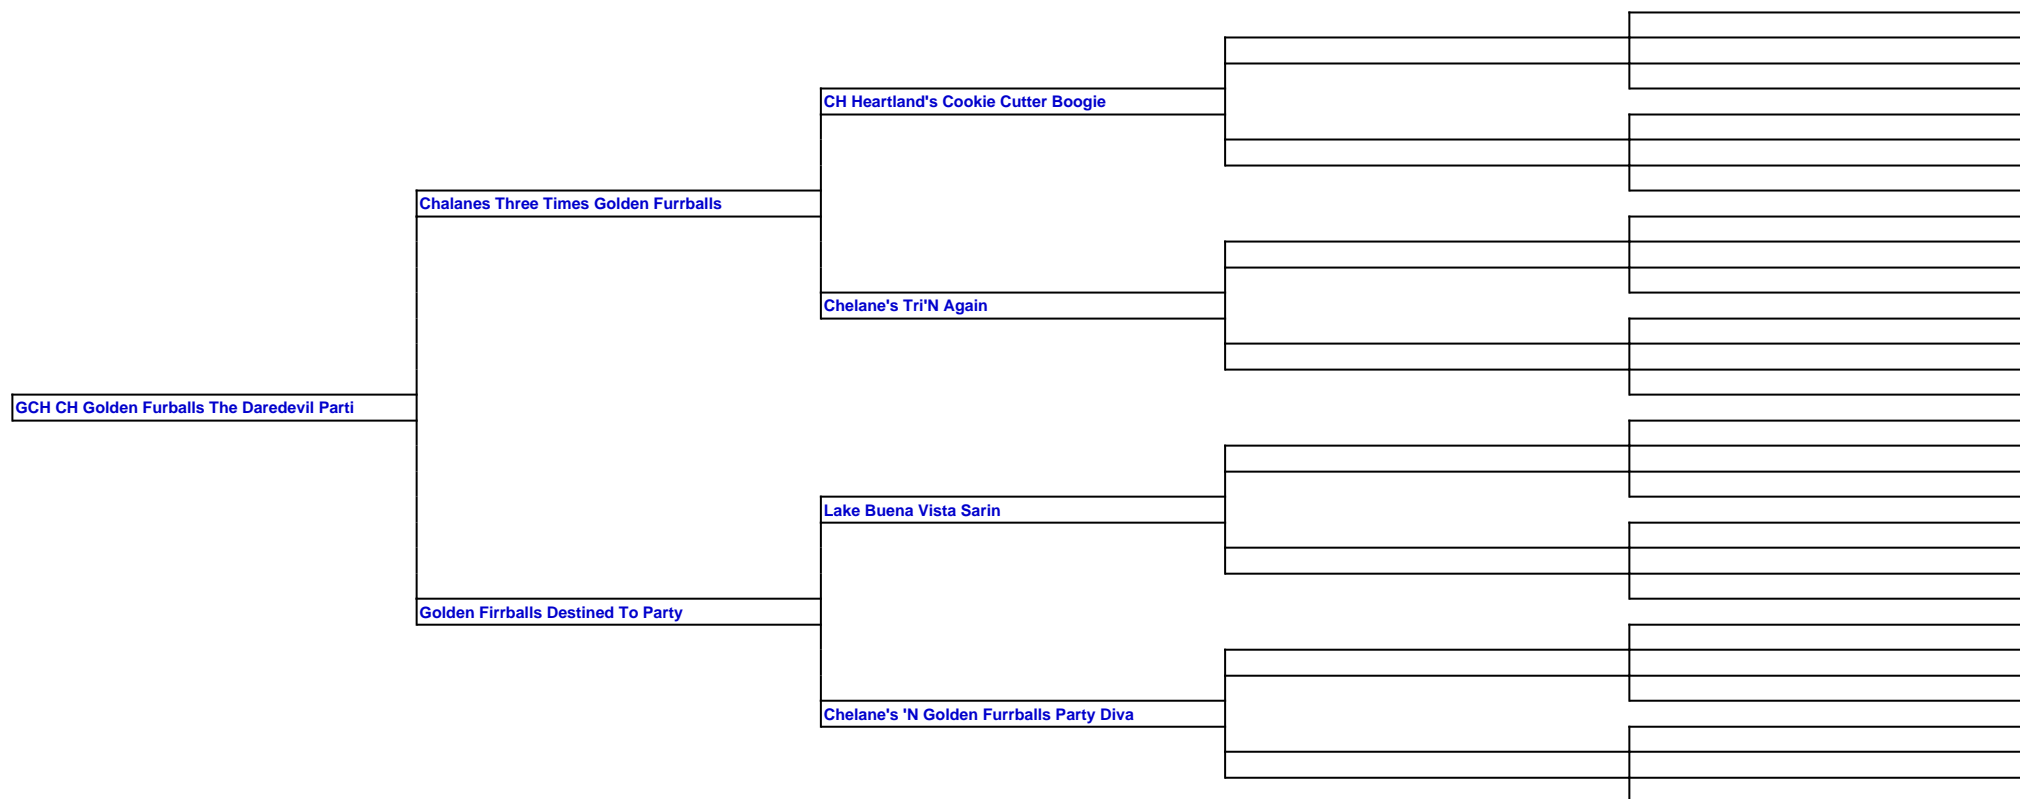 CH Heartland's Cookie Cutter Boogie
Chalanes Three Times Golden Furrballs
Chelane's Tri'N Again
GCH CH Golden Furballs The Daredevil Parti
Lake Buena Vista Sarin
Golden Firrballs Destined To Party
Chelane's 'N Golden Furrballs Party Diva